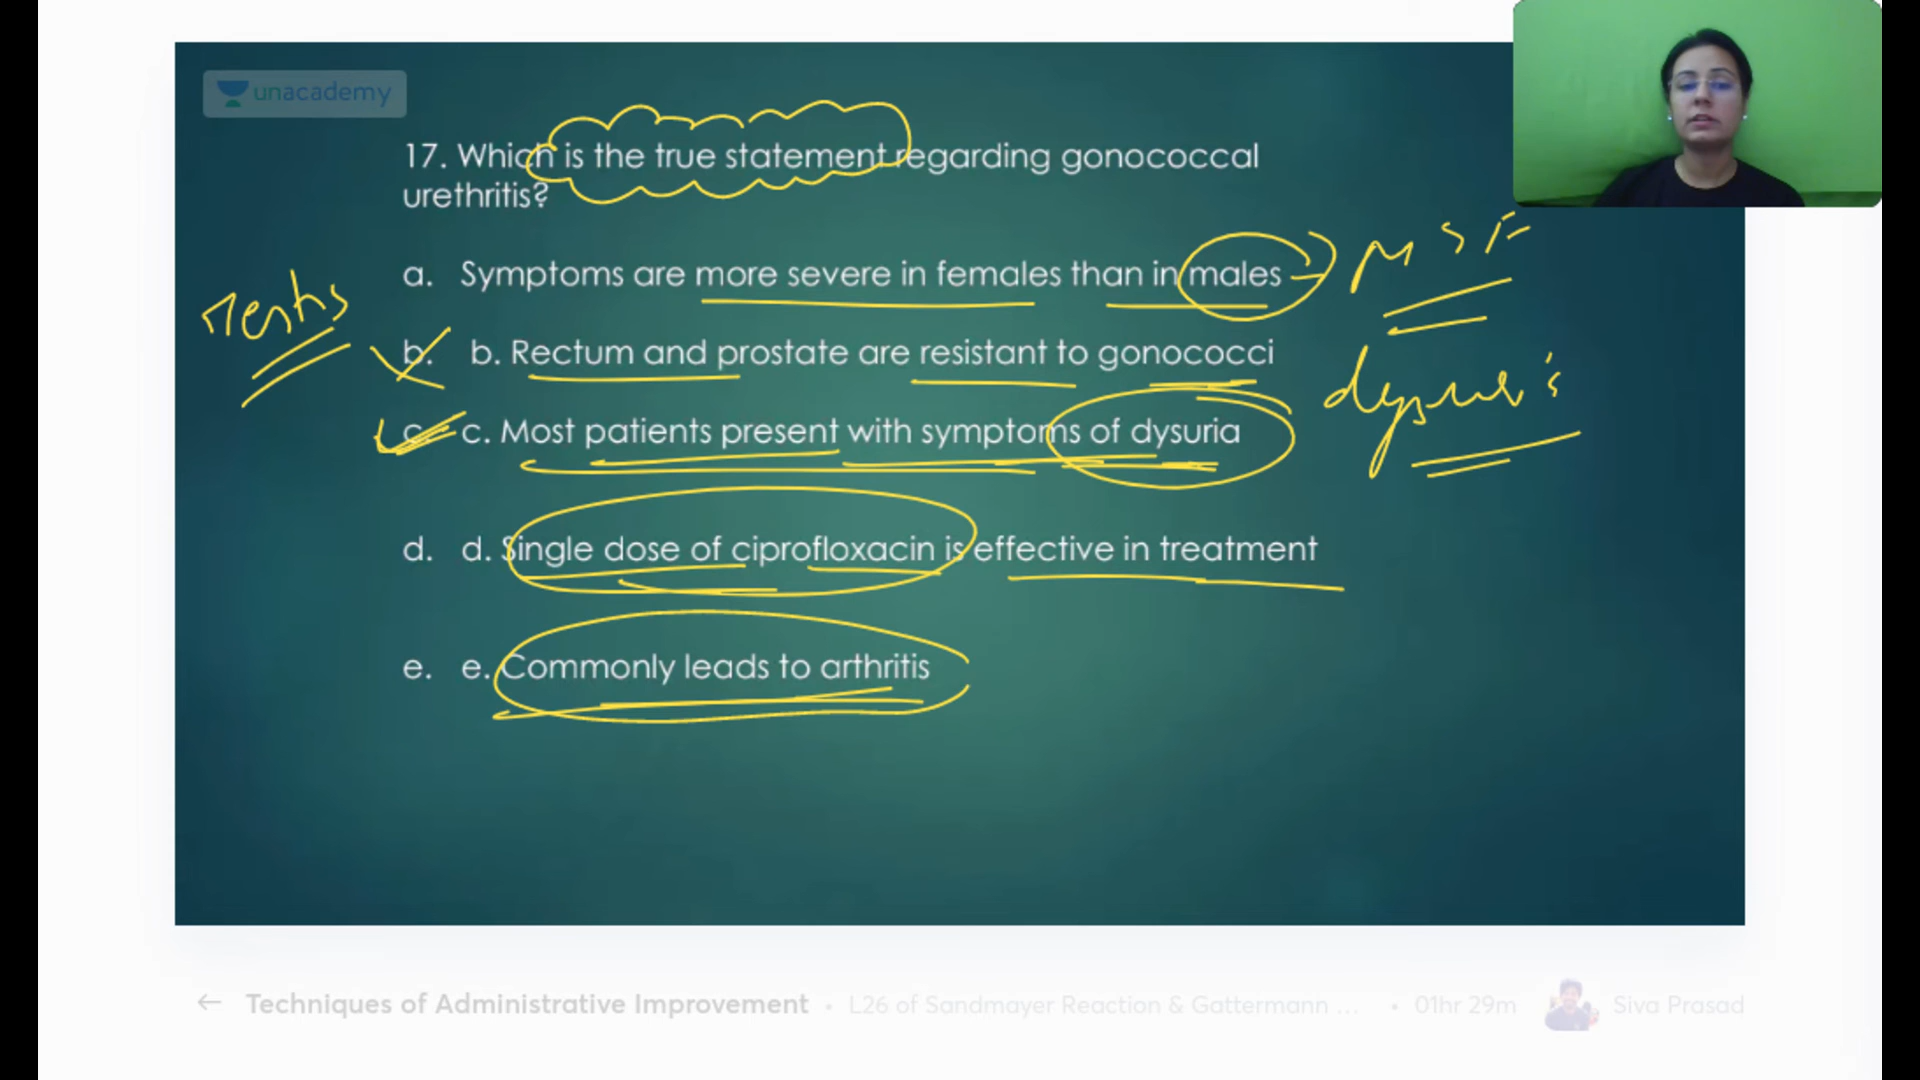 unacademy
17. Which is the true statement regarding gonococcal
urethritis?
a. Symptoms are more severe in females than in males
b. b. Rectum and prostate are resistant to gonococci
c. c. Most patients present with symptoms of dysuria
d. d. Single dose of ciprofloxacin is effective in treatment
e. e. Commonly leads to arthritis
← Techniques of Administrative Improvement • L26 of Sandmayer Reaction & Gattermann ... • 01hr 29m Siva Prasad